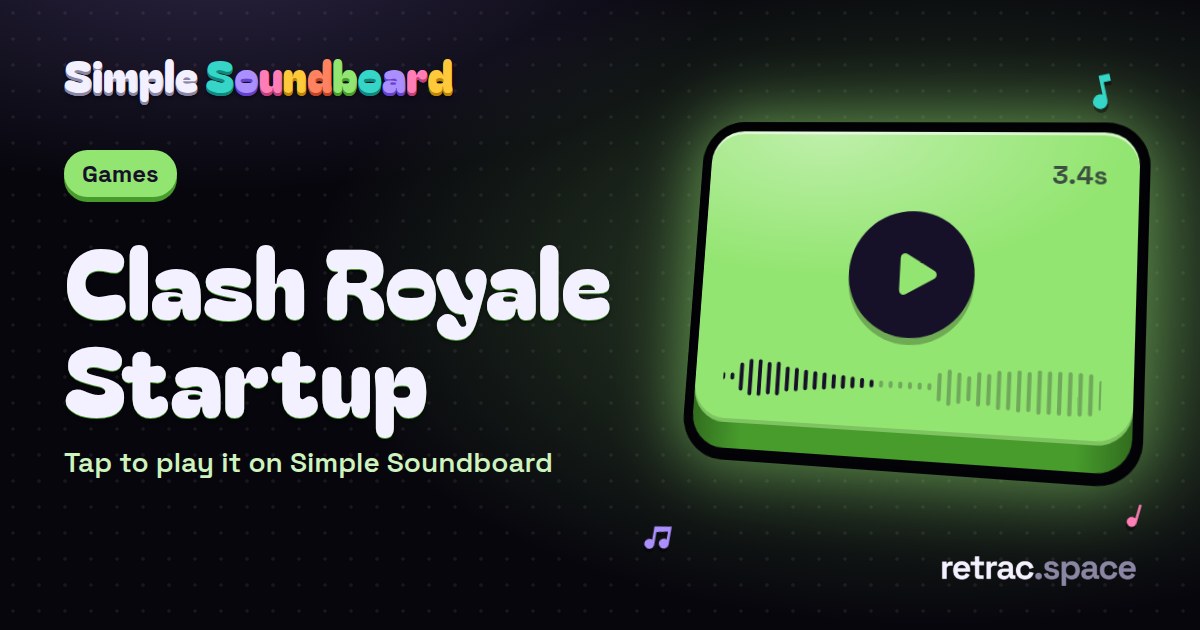 Simple Soundboard
Games
3.4s
Clash Royale
Startup
Tap to play it on Simple Soundboard
retrac.space